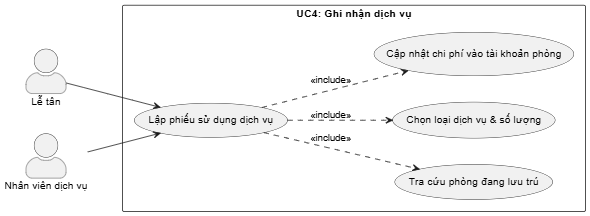 UC4: Ghi nhận dịch vụ
Cập nhật chi phí vào tài khoản phòng
«include»
Lễ tân
Lập phiếu sử dụng dịch vụ
«include»
Chọn loại dịch vụ & số lượng
«include»
Nhân viên dịch vụ
Tra cứu phòng đang lưu trú